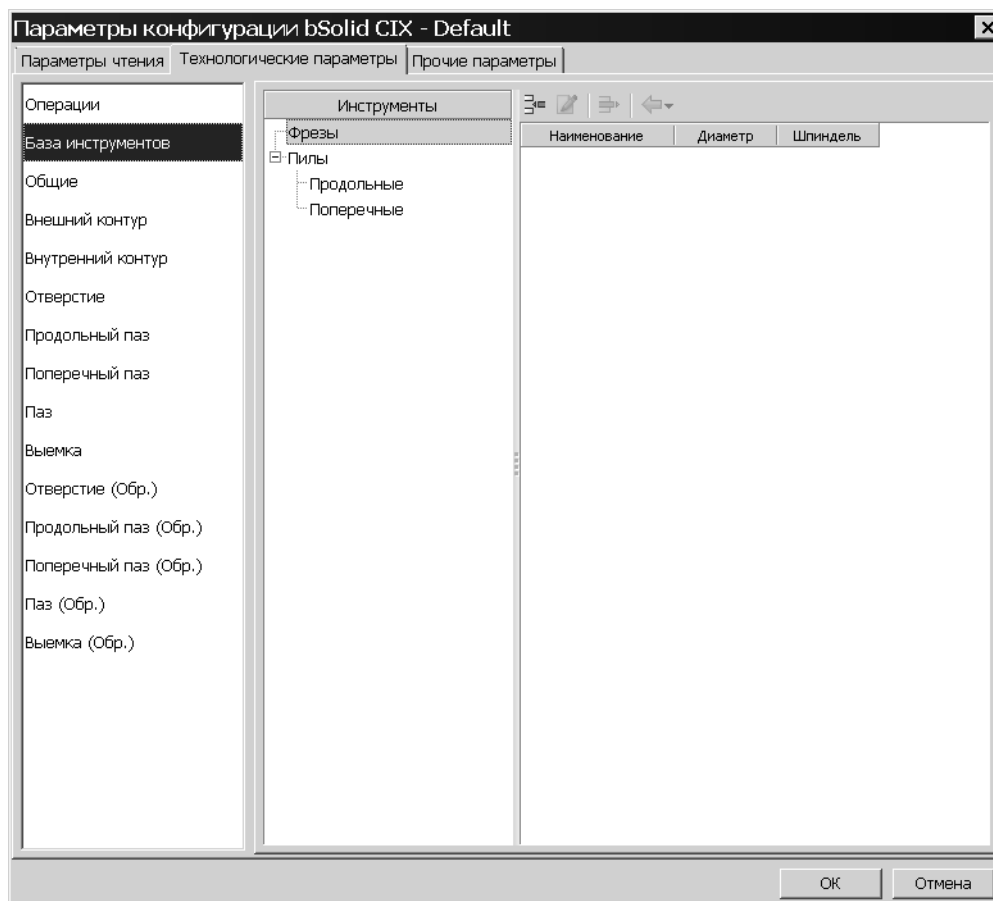 Параметры конфигурации bSolid CIX - Default
Параметры чтения Технологические параметры Прочие параметры
Операции
База инструментов
Общие
Внешний контур
Внутренний контур
Отверстие
Продольный паз
Поперечный паз
Паз
Выемка
Отверстие (Обр.)
Продольный паз (Обр.)
Поперечный паз (Обр.)
Паз (Обр.)
Выемка (Обр.)
Инструменты
Фрезы
Пилы
Продольные
Поперечные
Наименование Диаметр Шпиндель
ОК Отмена